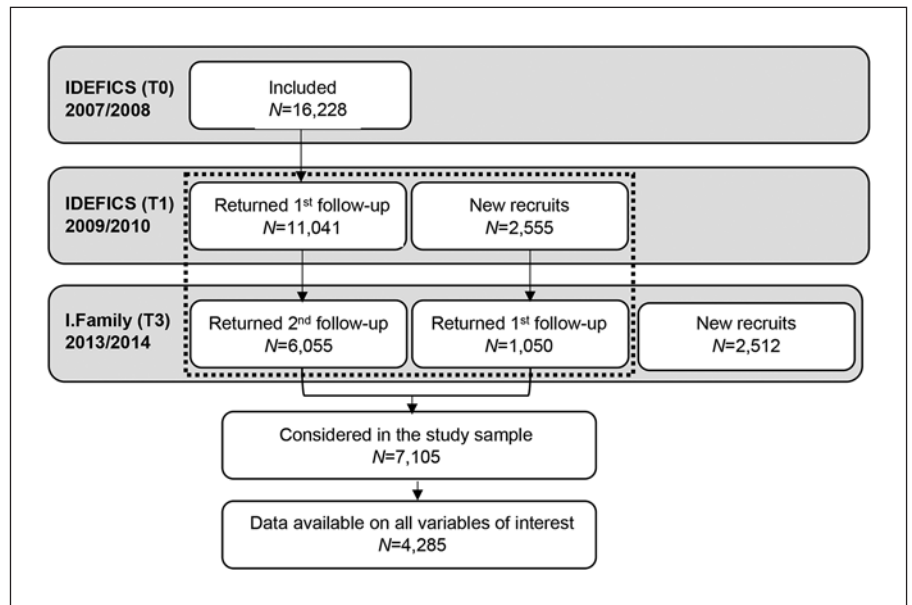 IDEFICS (T0)
2007/2008
Included
N=16,228
IDEFICS (T1)
2009/2010
Returned 1st follow-up
N=11,041
New recruits
N=2,555
I.Family (T3)
2013/2014
Returned 2nd follow-up
N=6,055
Returned 1st follow-up
N=1,050
New recruits
N=2,512
Considered in the study sample
N=7,105
Data available on all variables of interest
N=4,285